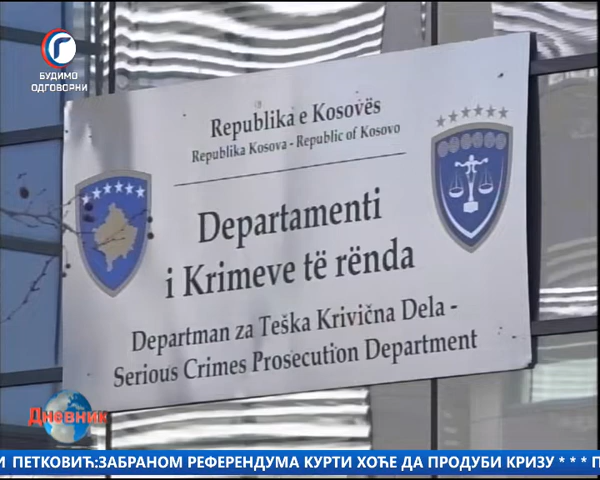 БУДИМО
ОДГОВОРНИ
Republika e Kosovës
Republika Kosova - Republic of Kosovo
Departamenti
i Krimeve të rënda
Departman za Teška Krivična Dela -
Serious Crimes Prosecution Department
Дневник
И ПЕТКОВИЋ:ЗАБРАНОМ РЕФЕРЕНДУМА КУРТИ ХОЋЕ ДА ПРОДУБИ КРИЗУ * * * П